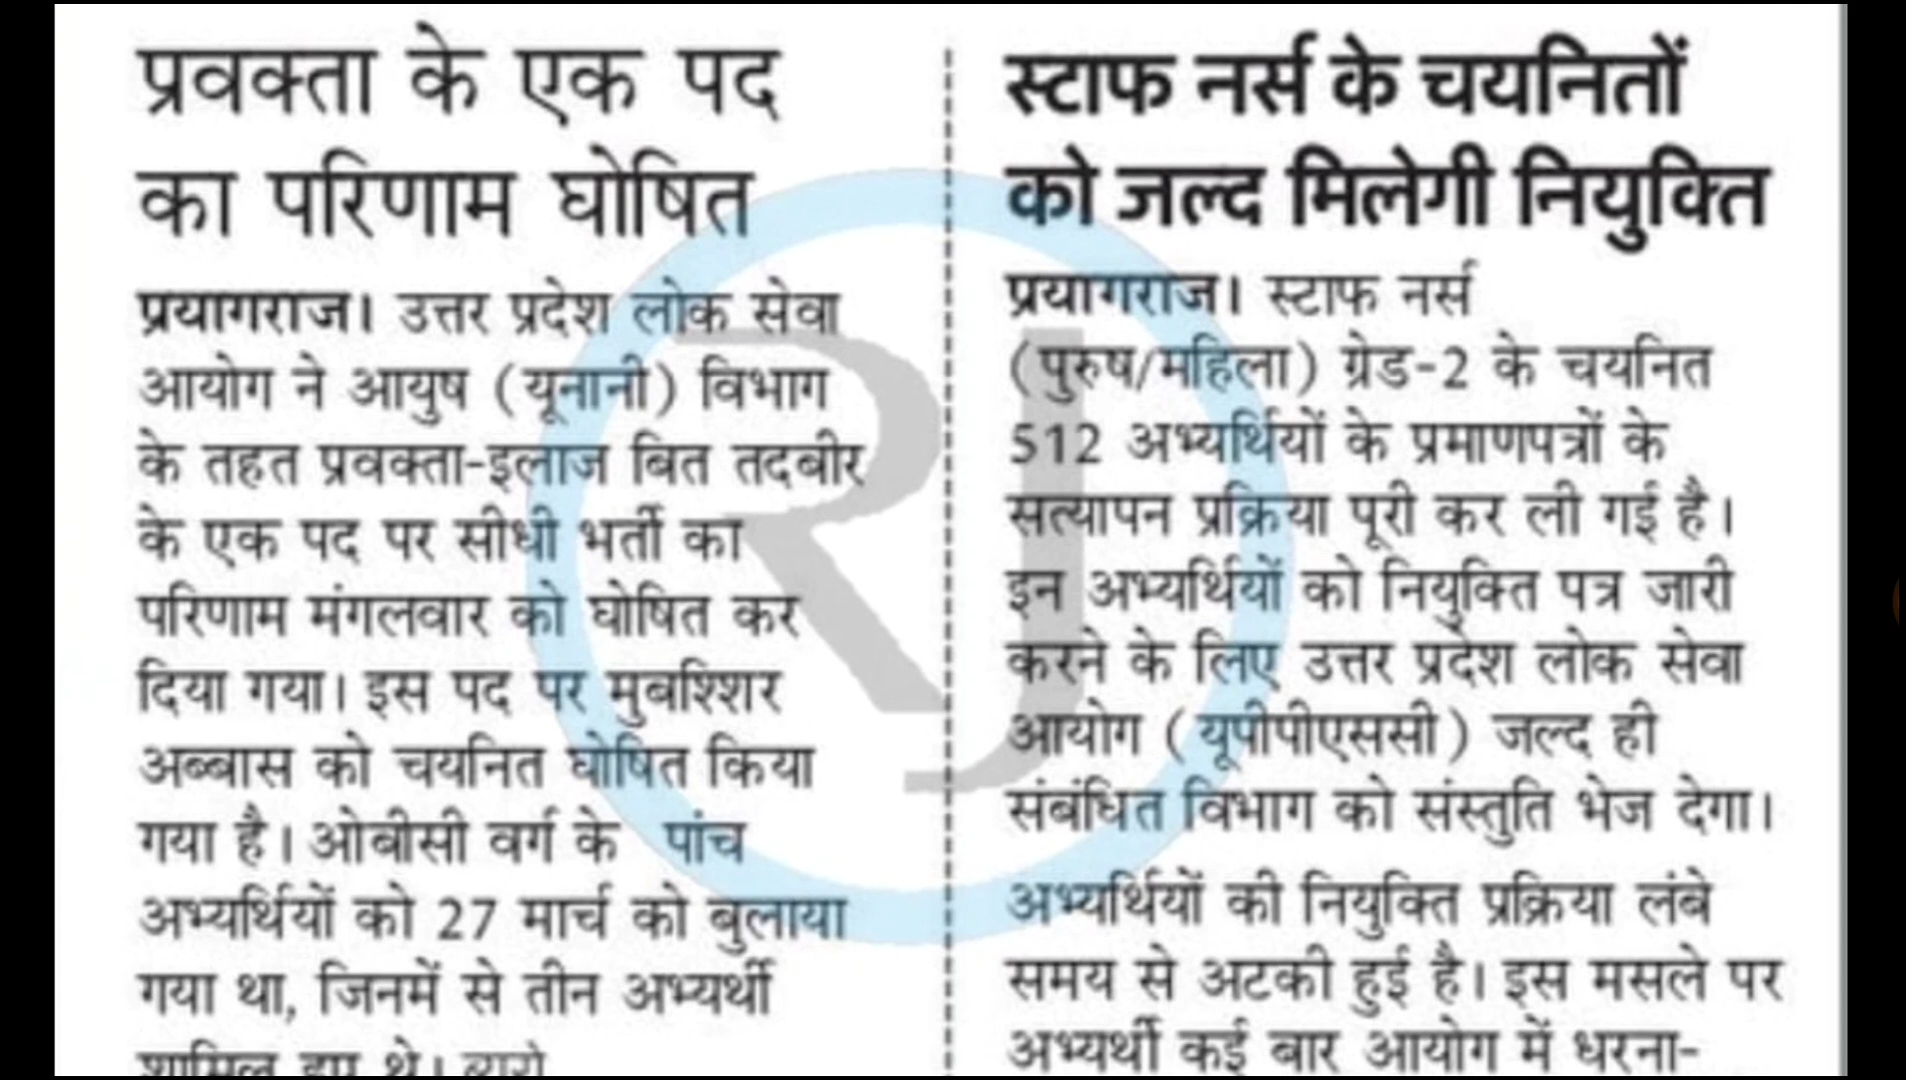 प्रवक्ता के एक पद
का परिणाम घोषित
प्रयागराज। उत्तर प्रदेश लोक सेवा
आयोग ने आयुष (यूनानी) विभाग
के तहत प्रवक्ता-इलाज बित तदबीर
के एक पद पर सीधी भर्ती का
परिणाम मंगलवार को घोषित कर
दिया गया। इस पद पर मुबश्शिर
अब्बास को चयनित घोषित किया
गया है। ओबीसी वर्ग के पांच
अभ्यर्थियों को 27 मार्च को बुलाया
गया था, जिनमें से तीन अभ्यर्थी
शामिल हुए थे। ब्यूरो
स्टाफ नर्स के चयनितों
को जल्द मिलेगी नियुक्ति
प्रयागराज। स्टाफ नर्स
(पुरुष/महिला) ग्रेड-2 के चयनित
512 अभ्यर्थियों के प्रमाणपत्रों के
सत्यापन प्रक्रिया पूरी कर ली गई है।
इन अभ्यर्थियों को नियुक्ति पत्र जारी
करने के लिए उत्तर प्रदेश लोक सेवा
आयोग (यूपीपीएससी) जल्द ही
संबंधित विभाग को संस्तुति भेज देगा।
अभ्यर्थियों की नियुक्ति प्रक्रिया लंबे
समय से अटकी हुई है। इस मसले पर
अभ्यर्थी कई बार आयोग में धरना-
RJ